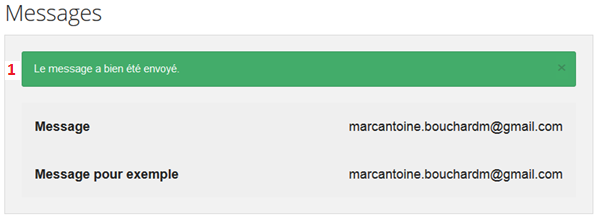 Messages
1 Le message a bien été envoyé. ×
Message marcantoine.bouchardm@gmail.com
Message pour exemple marcantoine.bouchardm@gmail.com